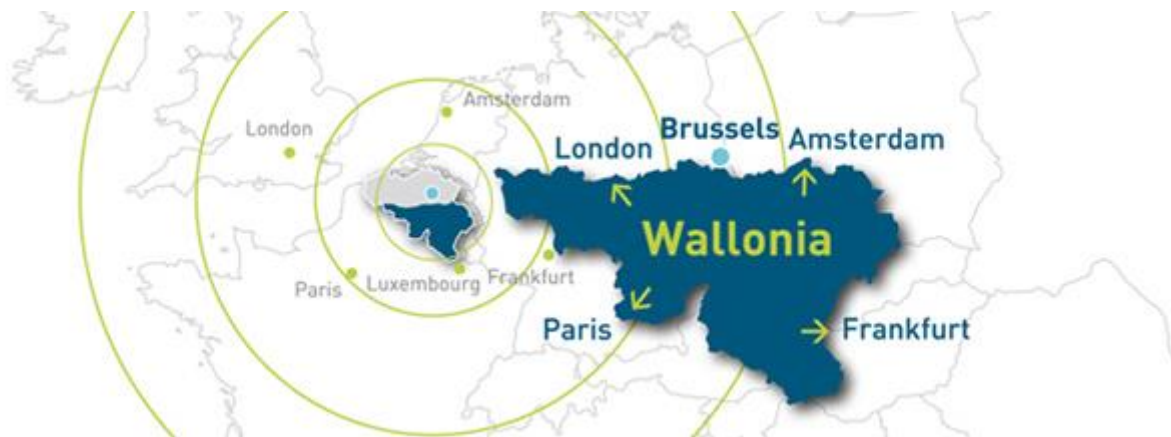 Amsterdam
London
Paris
Luxembourg
Frankfurt
London
Brussels
Amsterdam
Wallonia
Paris
Frankfurt